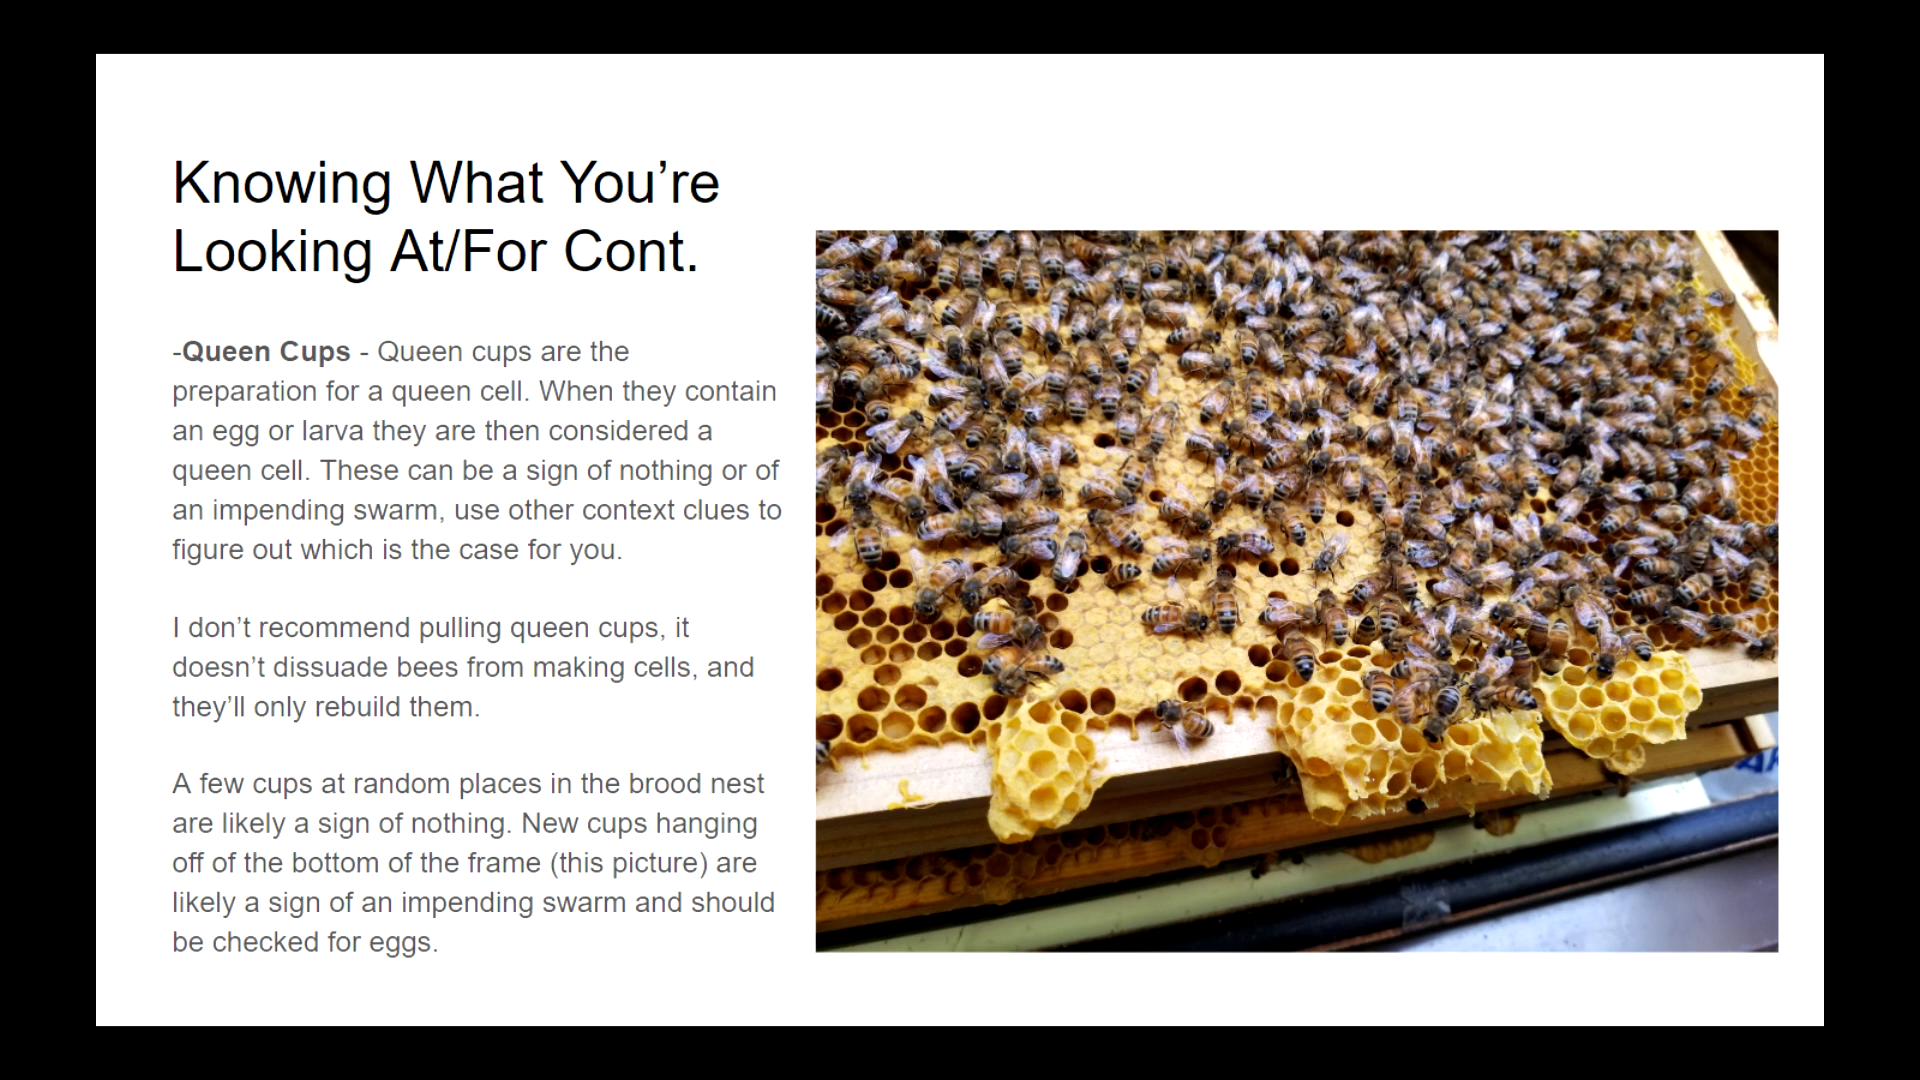 Knowing What You’re
Looking At/For Cont.
-Queen Cups - Queen cups are the
preparation for a queen cell. When they contain
an egg or larva they are then considered a
queen cell. These can be a sign of nothing or of
an impending swarm, use other context clues to
figure out which is the case for you.
I don’t recommend pulling queen cups, it
doesn’t dissuade bees from making cells, and
they’ll only rebuild them.
A few cups at random places in the brood nest
are likely a sign of nothing. New cups hanging
off of the bottom of the frame (this picture) are
likely a sign of an impending swarm and should
be checked for eggs.